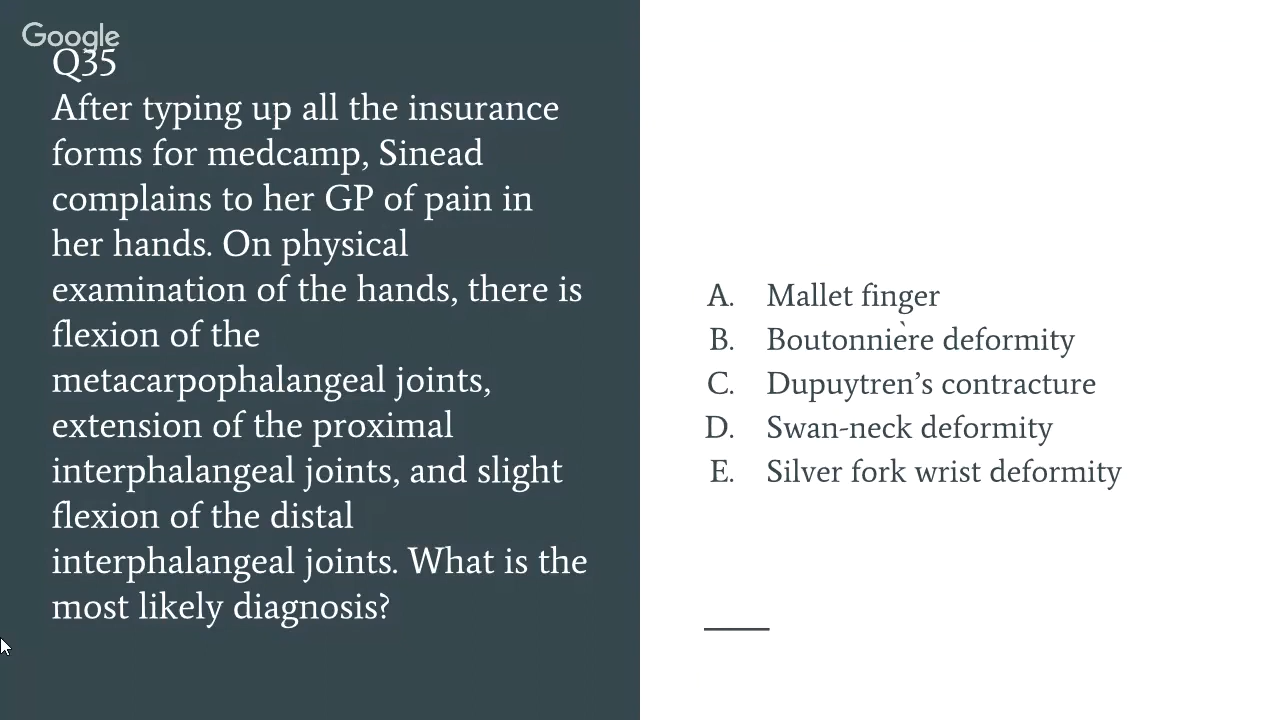 Google
Q35
After typing up all the insurance
forms for medcamp, Sinead
complains to her GP of pain in
her hands. On physical
examination of the hands, there is
flexion of the
metacarpophalangeal joints,
extension of the proximal
interphalangeal joints, and slight
flexion of the distal
interphalangeal joints. What is the
most likely diagnosis?
A. Mallet finger
B. Boutonnière deformity
C. Dupuytren’s contracture
D. Swan-neck deformity
E. Silver fork wrist deformity